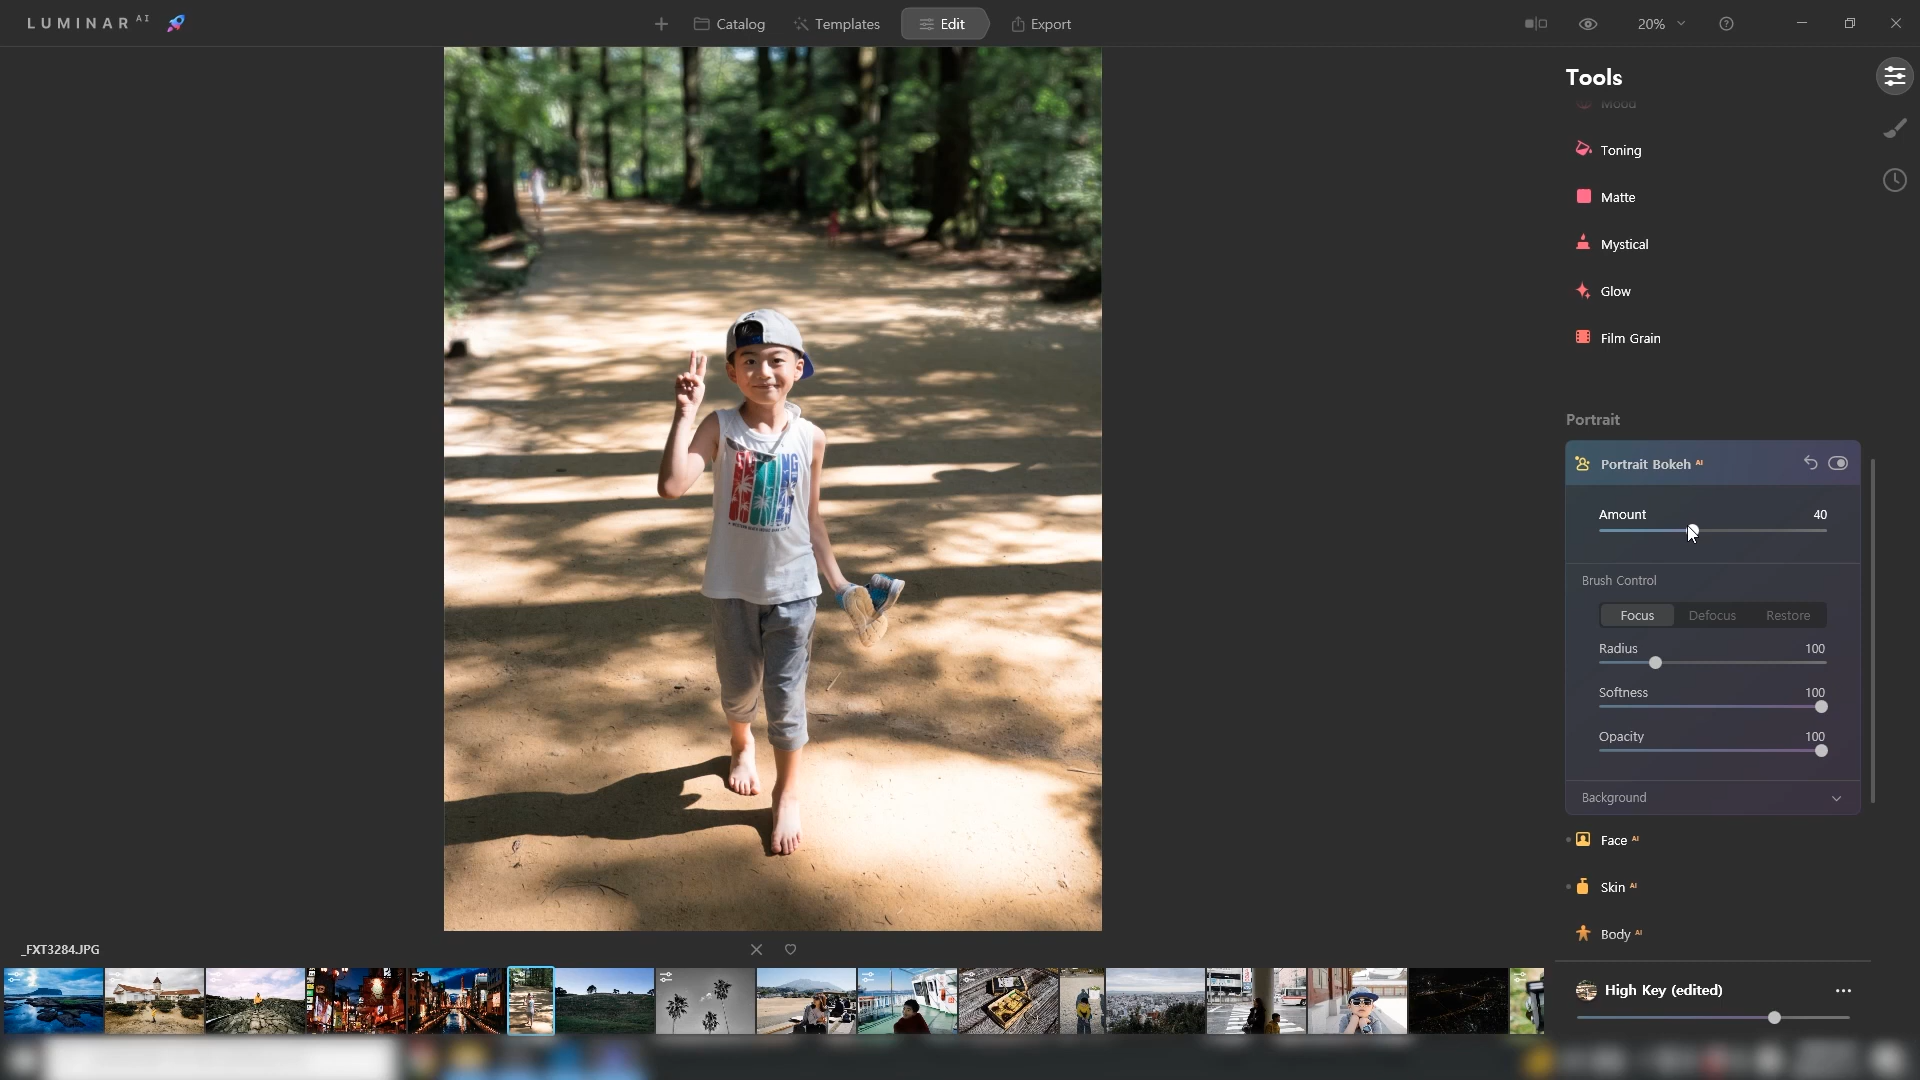 LUMINAR AI
Catalog
Templates
Edit
Export
20%
Tools
Mood
Toning
Matte
Mystical
Glow
Film Grain
Portrait
Portrait Bokeh AI
Amount 40
Brush Control
Focus Defocus Restore
Radius 100
Softness 100
Opacity 100
Background
Face AI
Skin AI
Body AI
_FXT3284.JPG
High Key (edited)